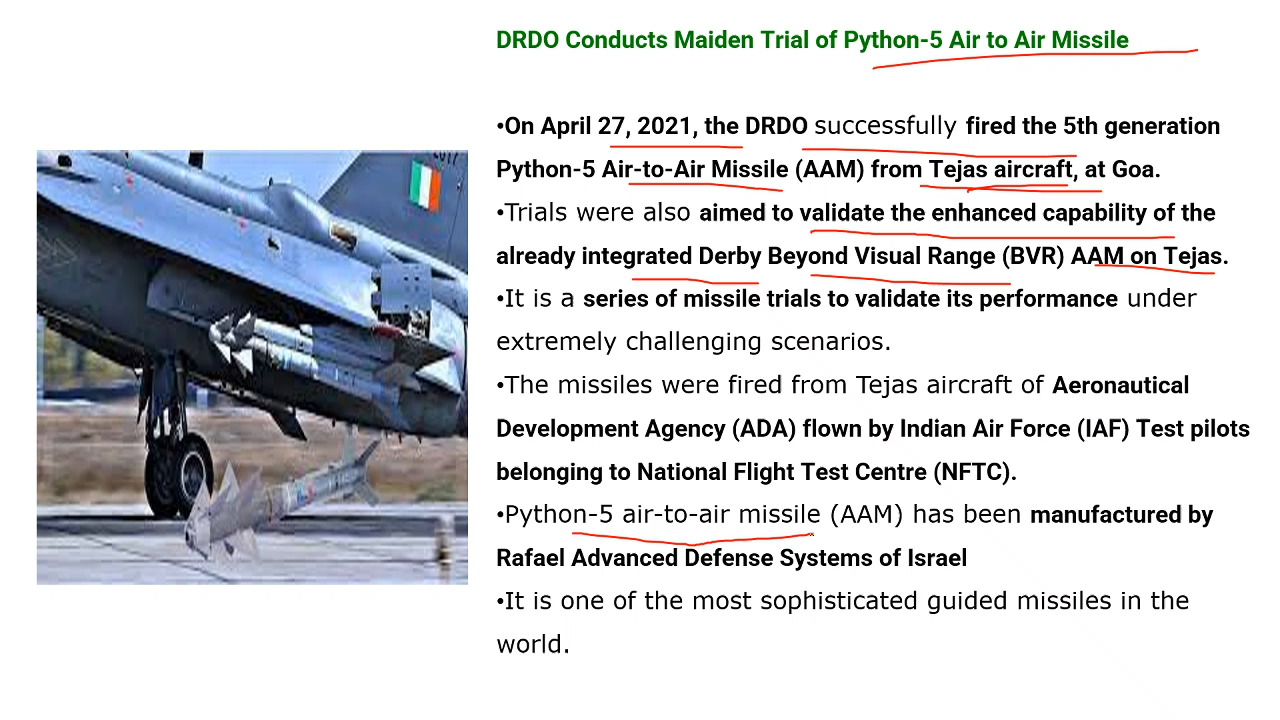 DRDO Conducts Maiden Trial of Python-5 Air to Air Missile
•On April 27, 2021, the DRDO successfully fired the 5th generation
Python-5 Air-to-Air Missile (AAM) from Tejas aircraft, at Goa.
•Trials were also aimed to validate the enhanced capability of the
already integrated Derby Beyond Visual Range (BVR) AAM on Tejas.
•It is a series of missile trials to validate its performance under
extremely challenging scenarios.
•The missiles were fired from Tejas aircraft of Aeronautical
Development Agency (ADA) flown by Indian Air Force (IAF) Test pilots
belonging to National Flight Test Centre (NFTC).
•Python-5 air-to-air missile (AAM) has been manufactured by
Rafael Advanced Defense Systems of Israel
•It is one of the most sophisticated guided missiles in the
world.